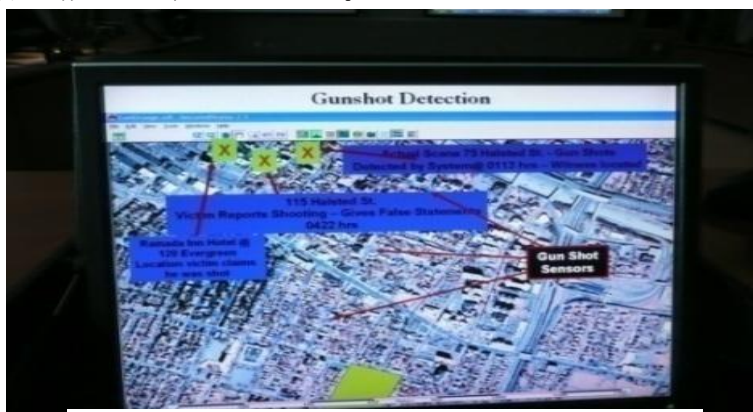 Gunshot Detection
X X X
Actual Scene 75 Halsted St. - Gun Shots
Detected by System@ 0112 hrs - Witness located
115 Halsted St.
Victim Reports Shooting - Gives False Statements
0422 hrs
Ramada Inn Hotel @
120 Evergreen
Location victim claims
he was shot
Gun Shot
Sensors